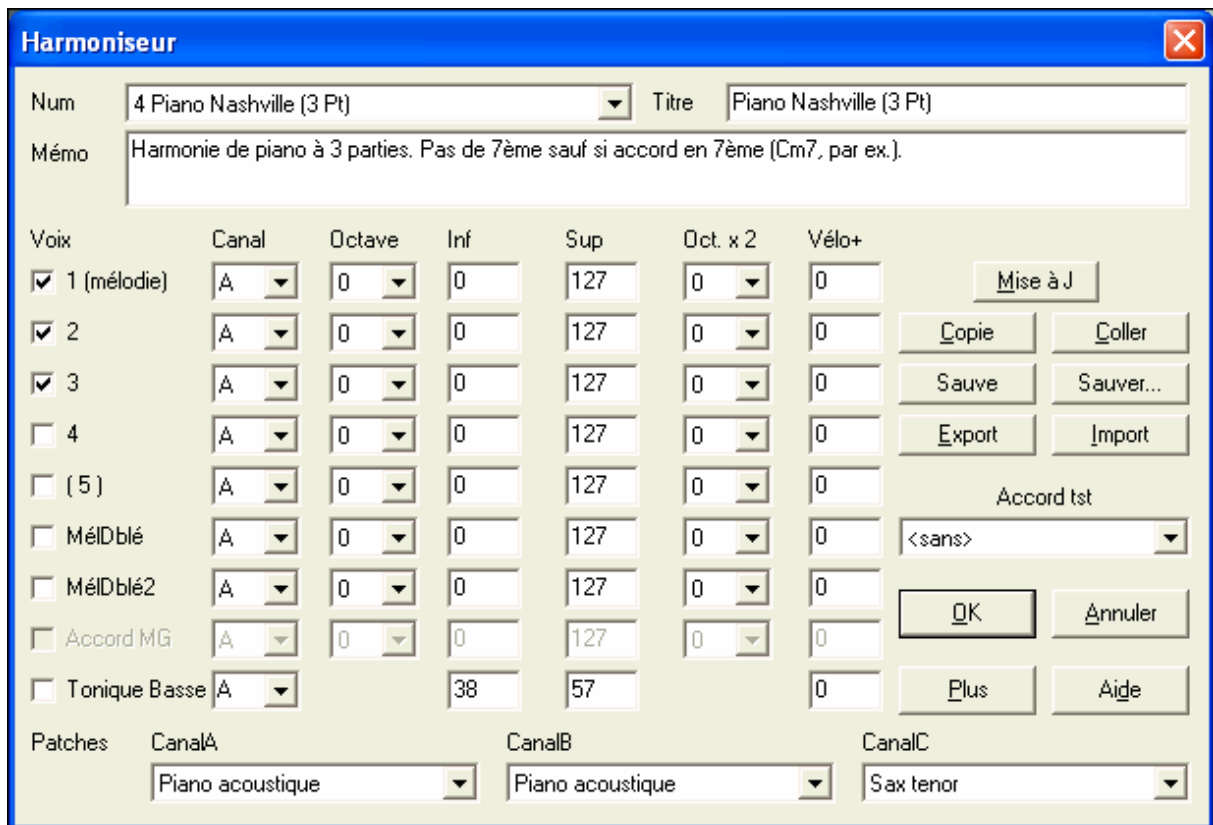 Harmoniseur
Num 4 Piano Nashville (3 Pt) Titre Piano Nashville (3 Pt)
Mémo Harmonie de piano à 3 parties. Pas de 7ème sauf si accord en 7ème (Cm7, par ex.).
Voix Canal Octave Inf Sup Oct. x 2 Vélo+
1 (mélodie) A 0 0 127 0 0 Mise à J
2 A 0 0 127 0 0 Copie Coller
3 A 0 0 127 0 0 Sauve Sauver...
4 A 0 0 127 0 0 Export Import
( 5 ) A 0 0 127 0 0
Accord tst
MélDblé A 0 0 127 0 0 <sans>
MélDblé2 A 0 0 127 0 0
OK Annuler
Accord MG A 0 0 127 0 0
Tonique Basse A 38 57 0 Plus Aide
Patches CanalA CanalB CanalC
Piano acoustique Piano acoustique Sax tenor